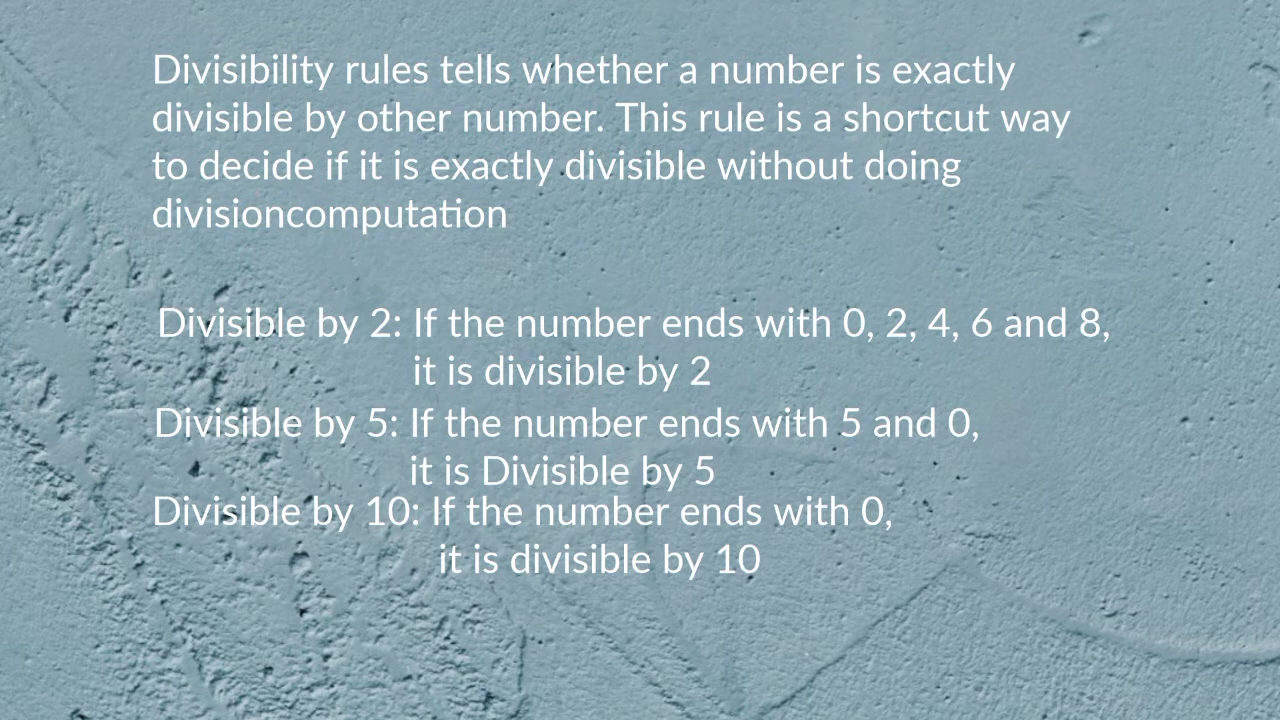 Divisibility rules tells whether a number is exactly
divisible by other number. This rule is a shortcut way
to decide if it is exactly divisible without doing
divisioncomputation
Divisible by 2: If the number ends with 0, 2, 4, 6 and 8,
it is divisible by 2
Divisible by 5: If the number ends with 5 and 0,
it is Divisible by 5
Divisible by 10: If the number ends with 0,
it is divisible by 10